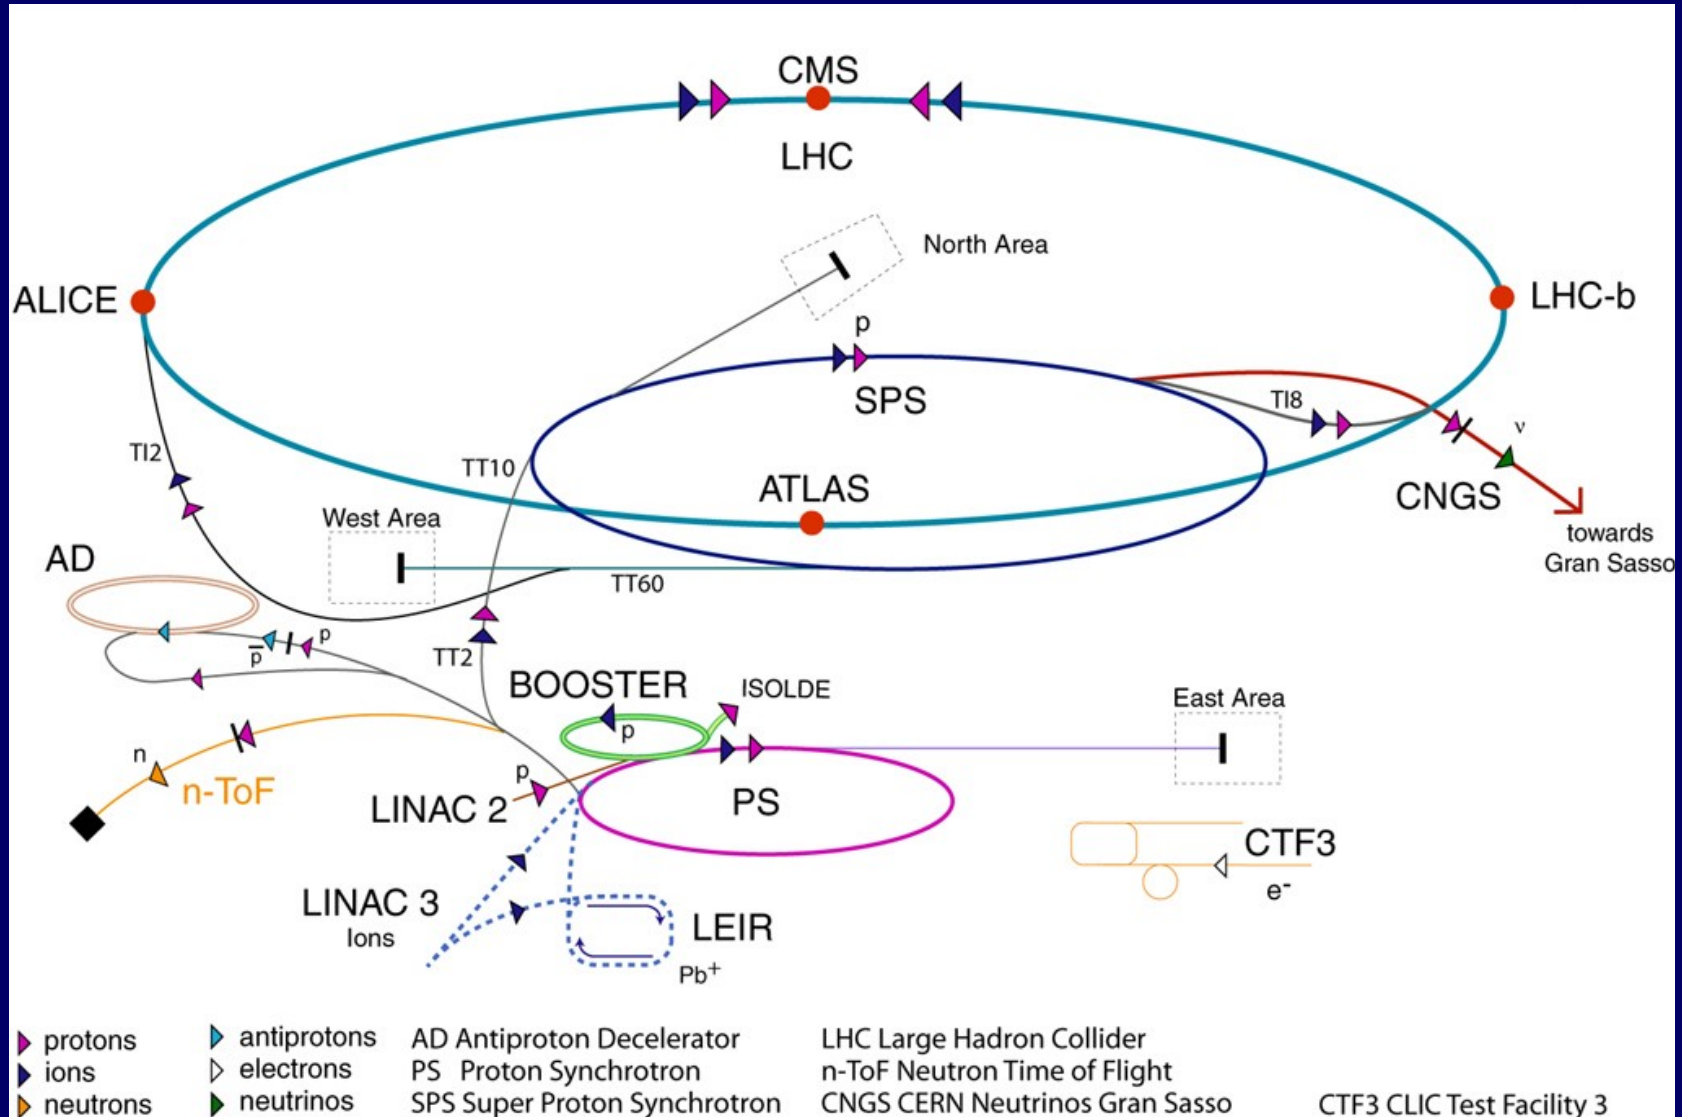 CMS
LHC
North Area
ALICE
LHC-b
p
SPS
TI8
TI2
TT10
ATLAS
ν
CNGS
West Area
towards
Gran Sasso
AD
TT60
p
p̅
TT2
BOOSTER
ISOLDE
East Area
p
n
n-ToF
p
LINAC 2
PS
CTF3
e⁻
LINAC 3
Ions
LEIR
Pb⁺
protons
ions
neutrons
antiprotons
electrons
neutrinos
AD Antiproton Decelerator
PS Proton Synchrotron
SPS Super Proton Synchrotron
LHC Large Hadron Collider
n-ToF Neutron Time of Flight
CNGS CERN Neutrinos Gran Sasso
CTF3 CLIC Test Facility 3